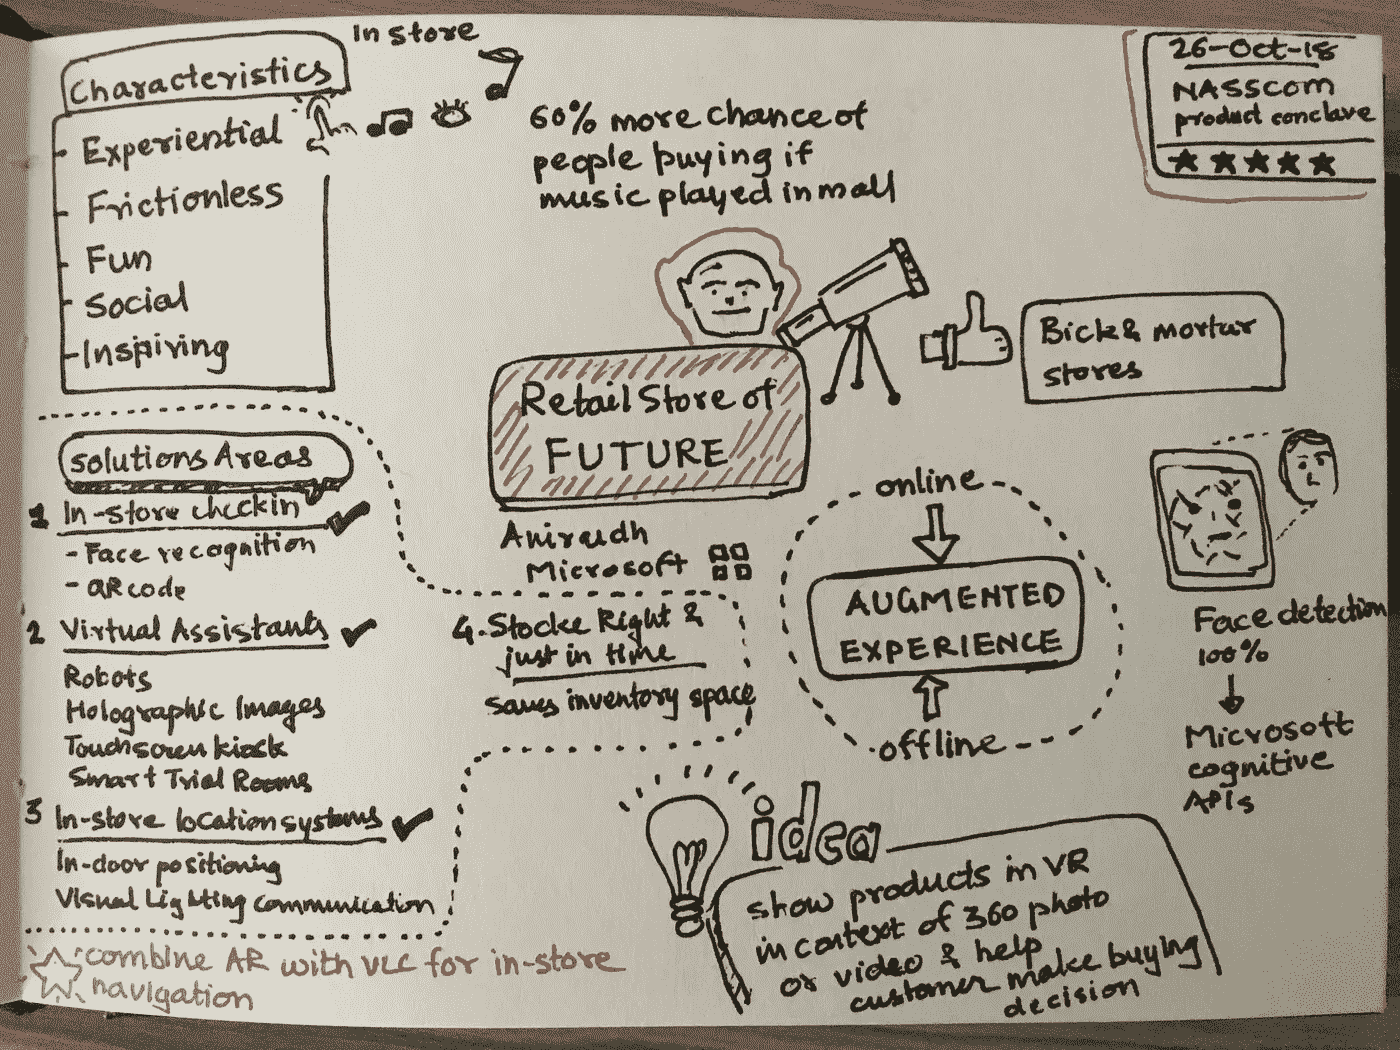 In store
Characteristics
Experiential
Frictionless
Fun
Social
Inspiring
60% more chance of
people buying if
music played in mall
26-Oct-18
NASSCOM
product conclave
Retail Store of
FUTURE
Bick & mortar
stores
Anirudh
Microsoft
online
AUGMENTED
EXPERIENCE
offline
Face detection
100%
Microsoft
cognitive
APIs
solutions Areas
1 In-store checkin
- Face recognition
- QR code
2 Virtual Assistants
Robots
Holographic Images
Touchscreen kiosk
Smart Trial Rooms
3 In-store location systems
In-door positioning
Visual Lighting communication
4. Stocke Right &
just in time
saves inventory space
combine AR with VLC for in-store
navigation
idea
show products in VR
in context of 360 photo
or video & help
customer make buying
decision